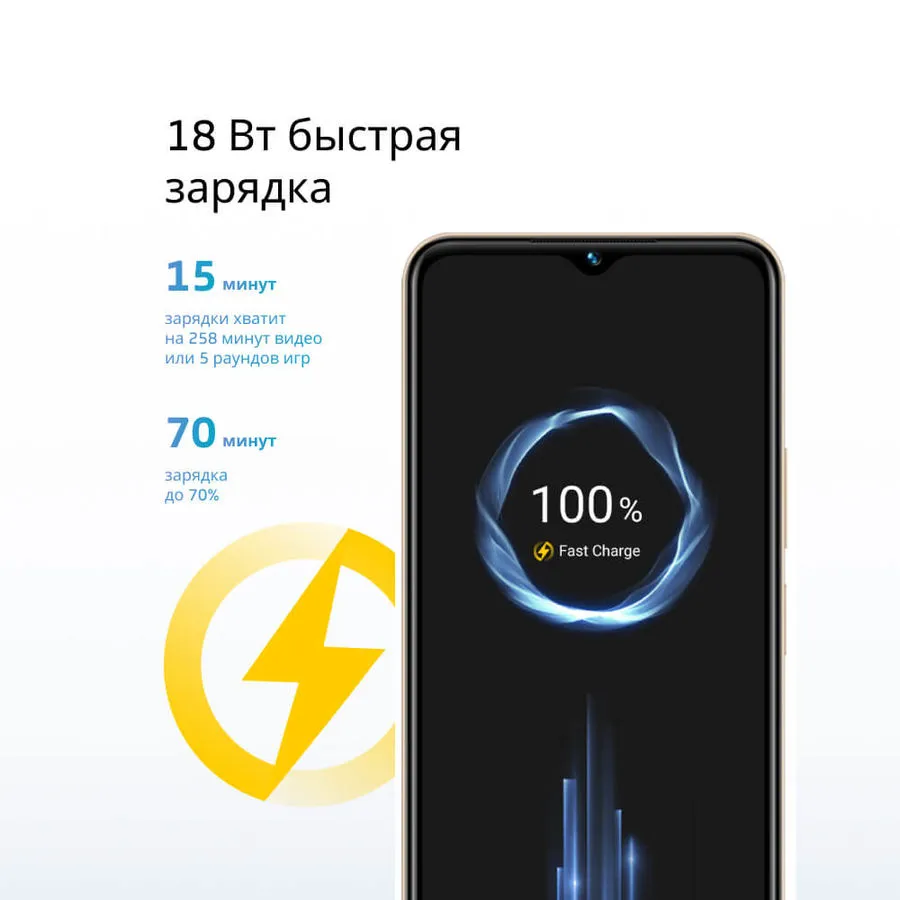 18 Вт быстрая
зарядка
15 минут
зарядки хватит
на 258 минут видео
или 5 раундов игр
70 минут
зарядка
до 70%
100%
Fast Charge